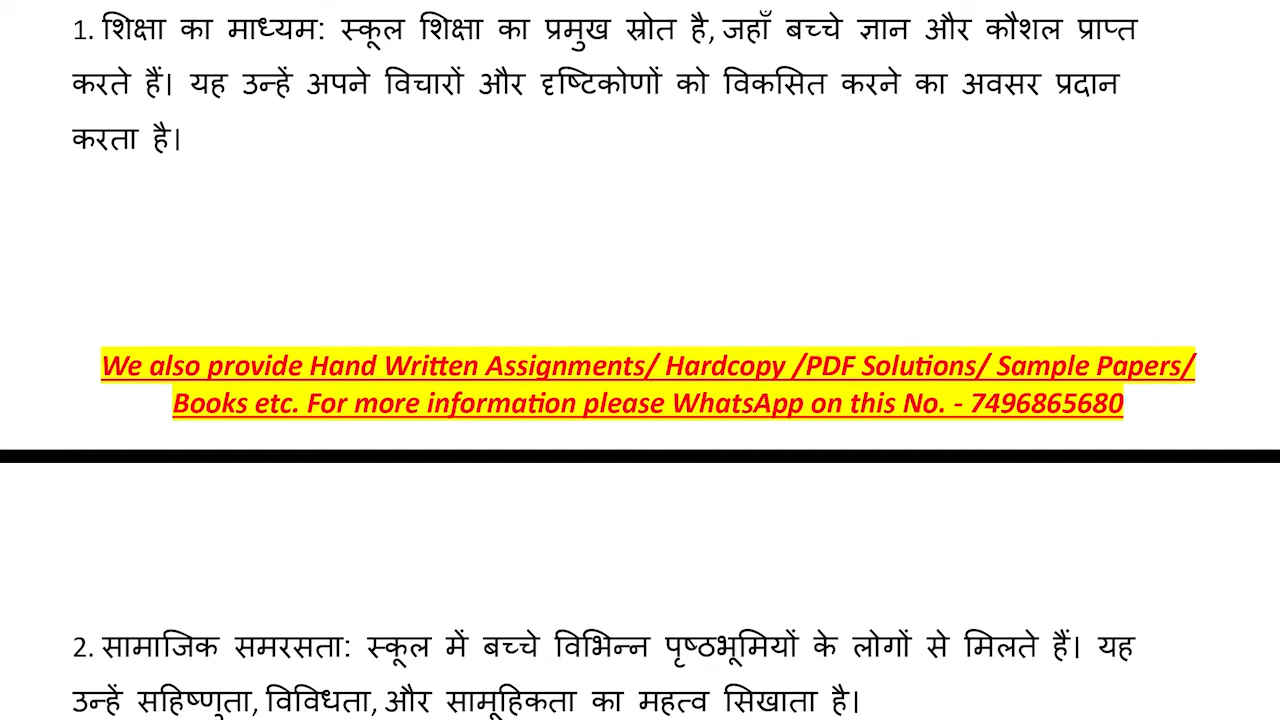 1. शिक्षा का माध्यम: स्कूल शिक्षा का प्रमुख स्रोत है, जहाँ बच्चे ज्ञान और कौशल प्राप्त
करते हैं। यह उन्हें अपने विचारों और दृष्टिकोणों को विकसित करने का अवसर प्रदान
करता है।
We also provide Hand Written Assignments/ Hardcopy /PDF Solutions/ Sample Papers/
Books etc. For more information please WhatsApp on this No. - 7496865680
2. सामाजिक समरसता: स्कूल में बच्चे विभिन्न पृष्ठभूमियों के लोगों से मिलते हैं। यह
उन्हें सहिष्णुता, विविधता, और सामूहिकता का महत्व सिखाता है।